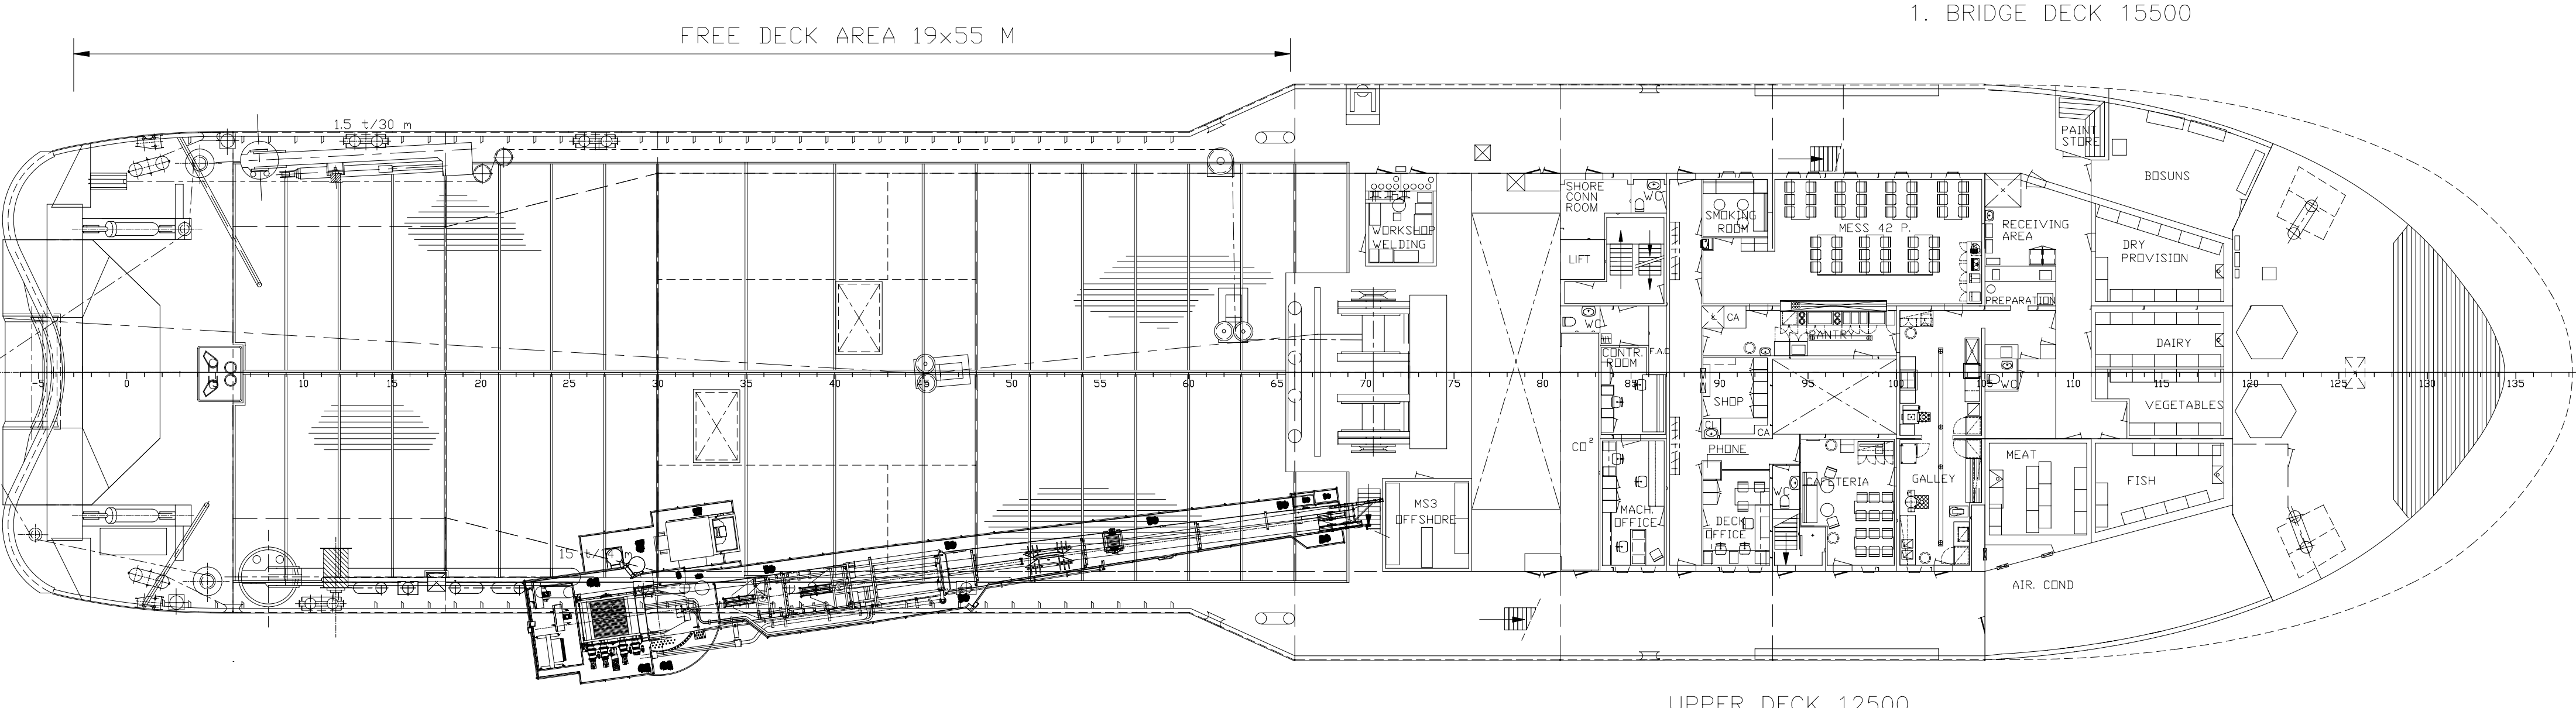 1. BRIDGE DECK 15500
FREE DECK AREA 19x55 M
1.5 t/30 m
PAINT
STORE
BOSUNS
SHORE
CONN
ROOM
WC
SMOKING
ROOM
MESS 42 P.
RECEIVING
AREA
WORKSHOP
WELDING
LIFT
DRY
PROVISION
PREPARATION
WC
CA
PANTRY
DAIRY
CONTR.
ROOM
F.A.C
-5 0 10 15 20 25 30 35 40 45 50 55 60 65 70 75 80 85 90 95 100 105 110 115 120 125 130 135
WC
SHOP
VEGETABLES
CL
CA
CO2
PHONE
MEAT
CAFETERIA
GALLEY
FISH
WC
MS3
OFFSHORE
MACH.
OFFICE
DECK
OFFICE
AIR. COND
UPPER DECK 12500